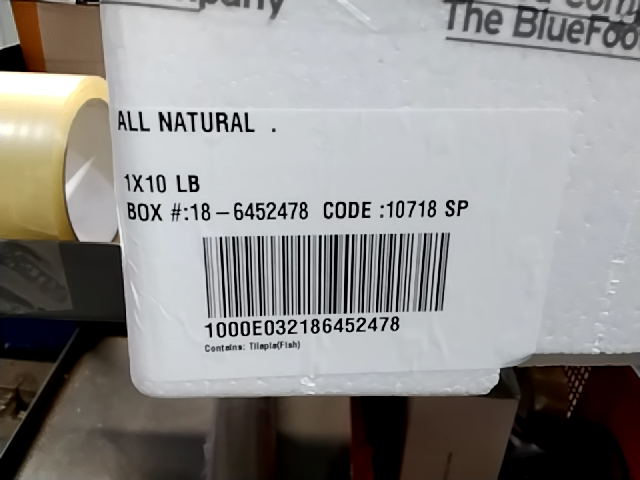 The BlueFoo
ALL NATURAL .
1X10 LB
BOX #:18-6452478 CODE :10718 SP
1000E032186452478
Contains: Tilapia(Fish)